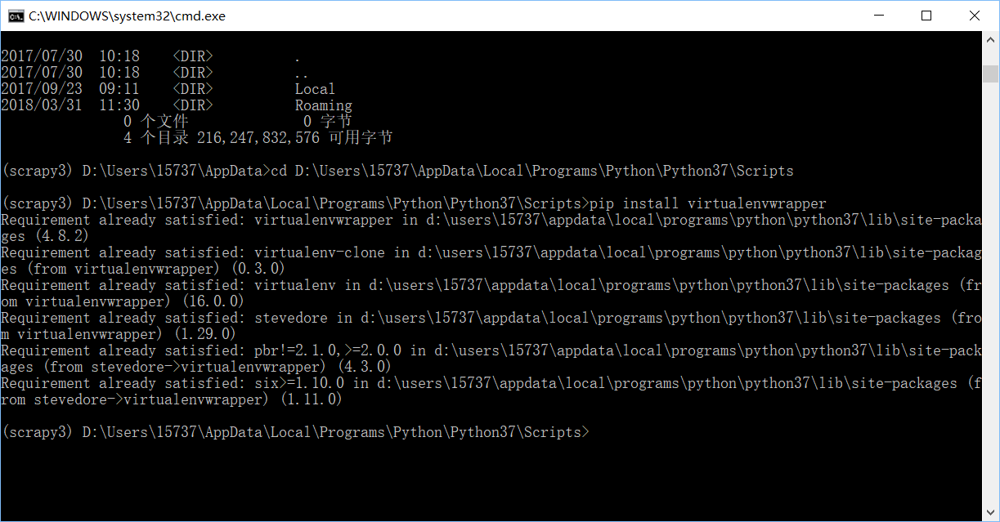 C:\WINDOWS\system32\cmd.exe
2017/07/30  10:18    <DIR>          .
2017/07/30  10:18    <DIR>          ..
2017/09/23  09:11    <DIR>          Local
2018/03/31  11:30    <DIR>          Roaming
               0 个文件              0 字节
               4 个目录 216,247,832,576 可用字节
(scrapy3) D:\Users\15737\AppData>cd D:\Users\15737\AppData\Local\Programs\Python\Python37\Scripts
(scrapy3) D:\Users\15737\AppData\Local\Programs\Python\Python37\Scripts>pip install virtualenvwrapper
Requirement already satisfied: virtualenvwrapper in d:\users\15737\appdata\local\programs\python\python37\lib\site-packa
ges (4.8.2)
Requirement already satisfied: virtualenv-clone in d:\users\15737\appdata\local\programs\python\python37\lib\site-packag
es (from virtualenvwrapper) (0.3.0)
Requirement already satisfied: virtualenv in d:\users\15737\appdata\local\programs\python\python37\lib\site-packages (fr
om virtualenvwrapper) (16.0.0)
Requirement already satisfied: stevedore in d:\users\15737\appdata\local\programs\python\python37\lib\site-packages (fro
m virtualenvwrapper) (1.29.0)
Requirement already satisfied: pbr!=2.1.0,>=2.0.0 in d:\users\15737\appdata\local\programs\python\python37\lib\site-pack
ages (from stevedore->virtualenvwrapper) (4.3.0)
Requirement already satisfied: six>=1.10.0 in d:\users\15737\appdata\local\programs\python\python37\lib\site-packages (f
rom stevedore->virtualenvwrapper) (1.11.0)
(scrapy3) D:\Users\15737\AppData\Local\Programs\Python\Python37\Scripts>